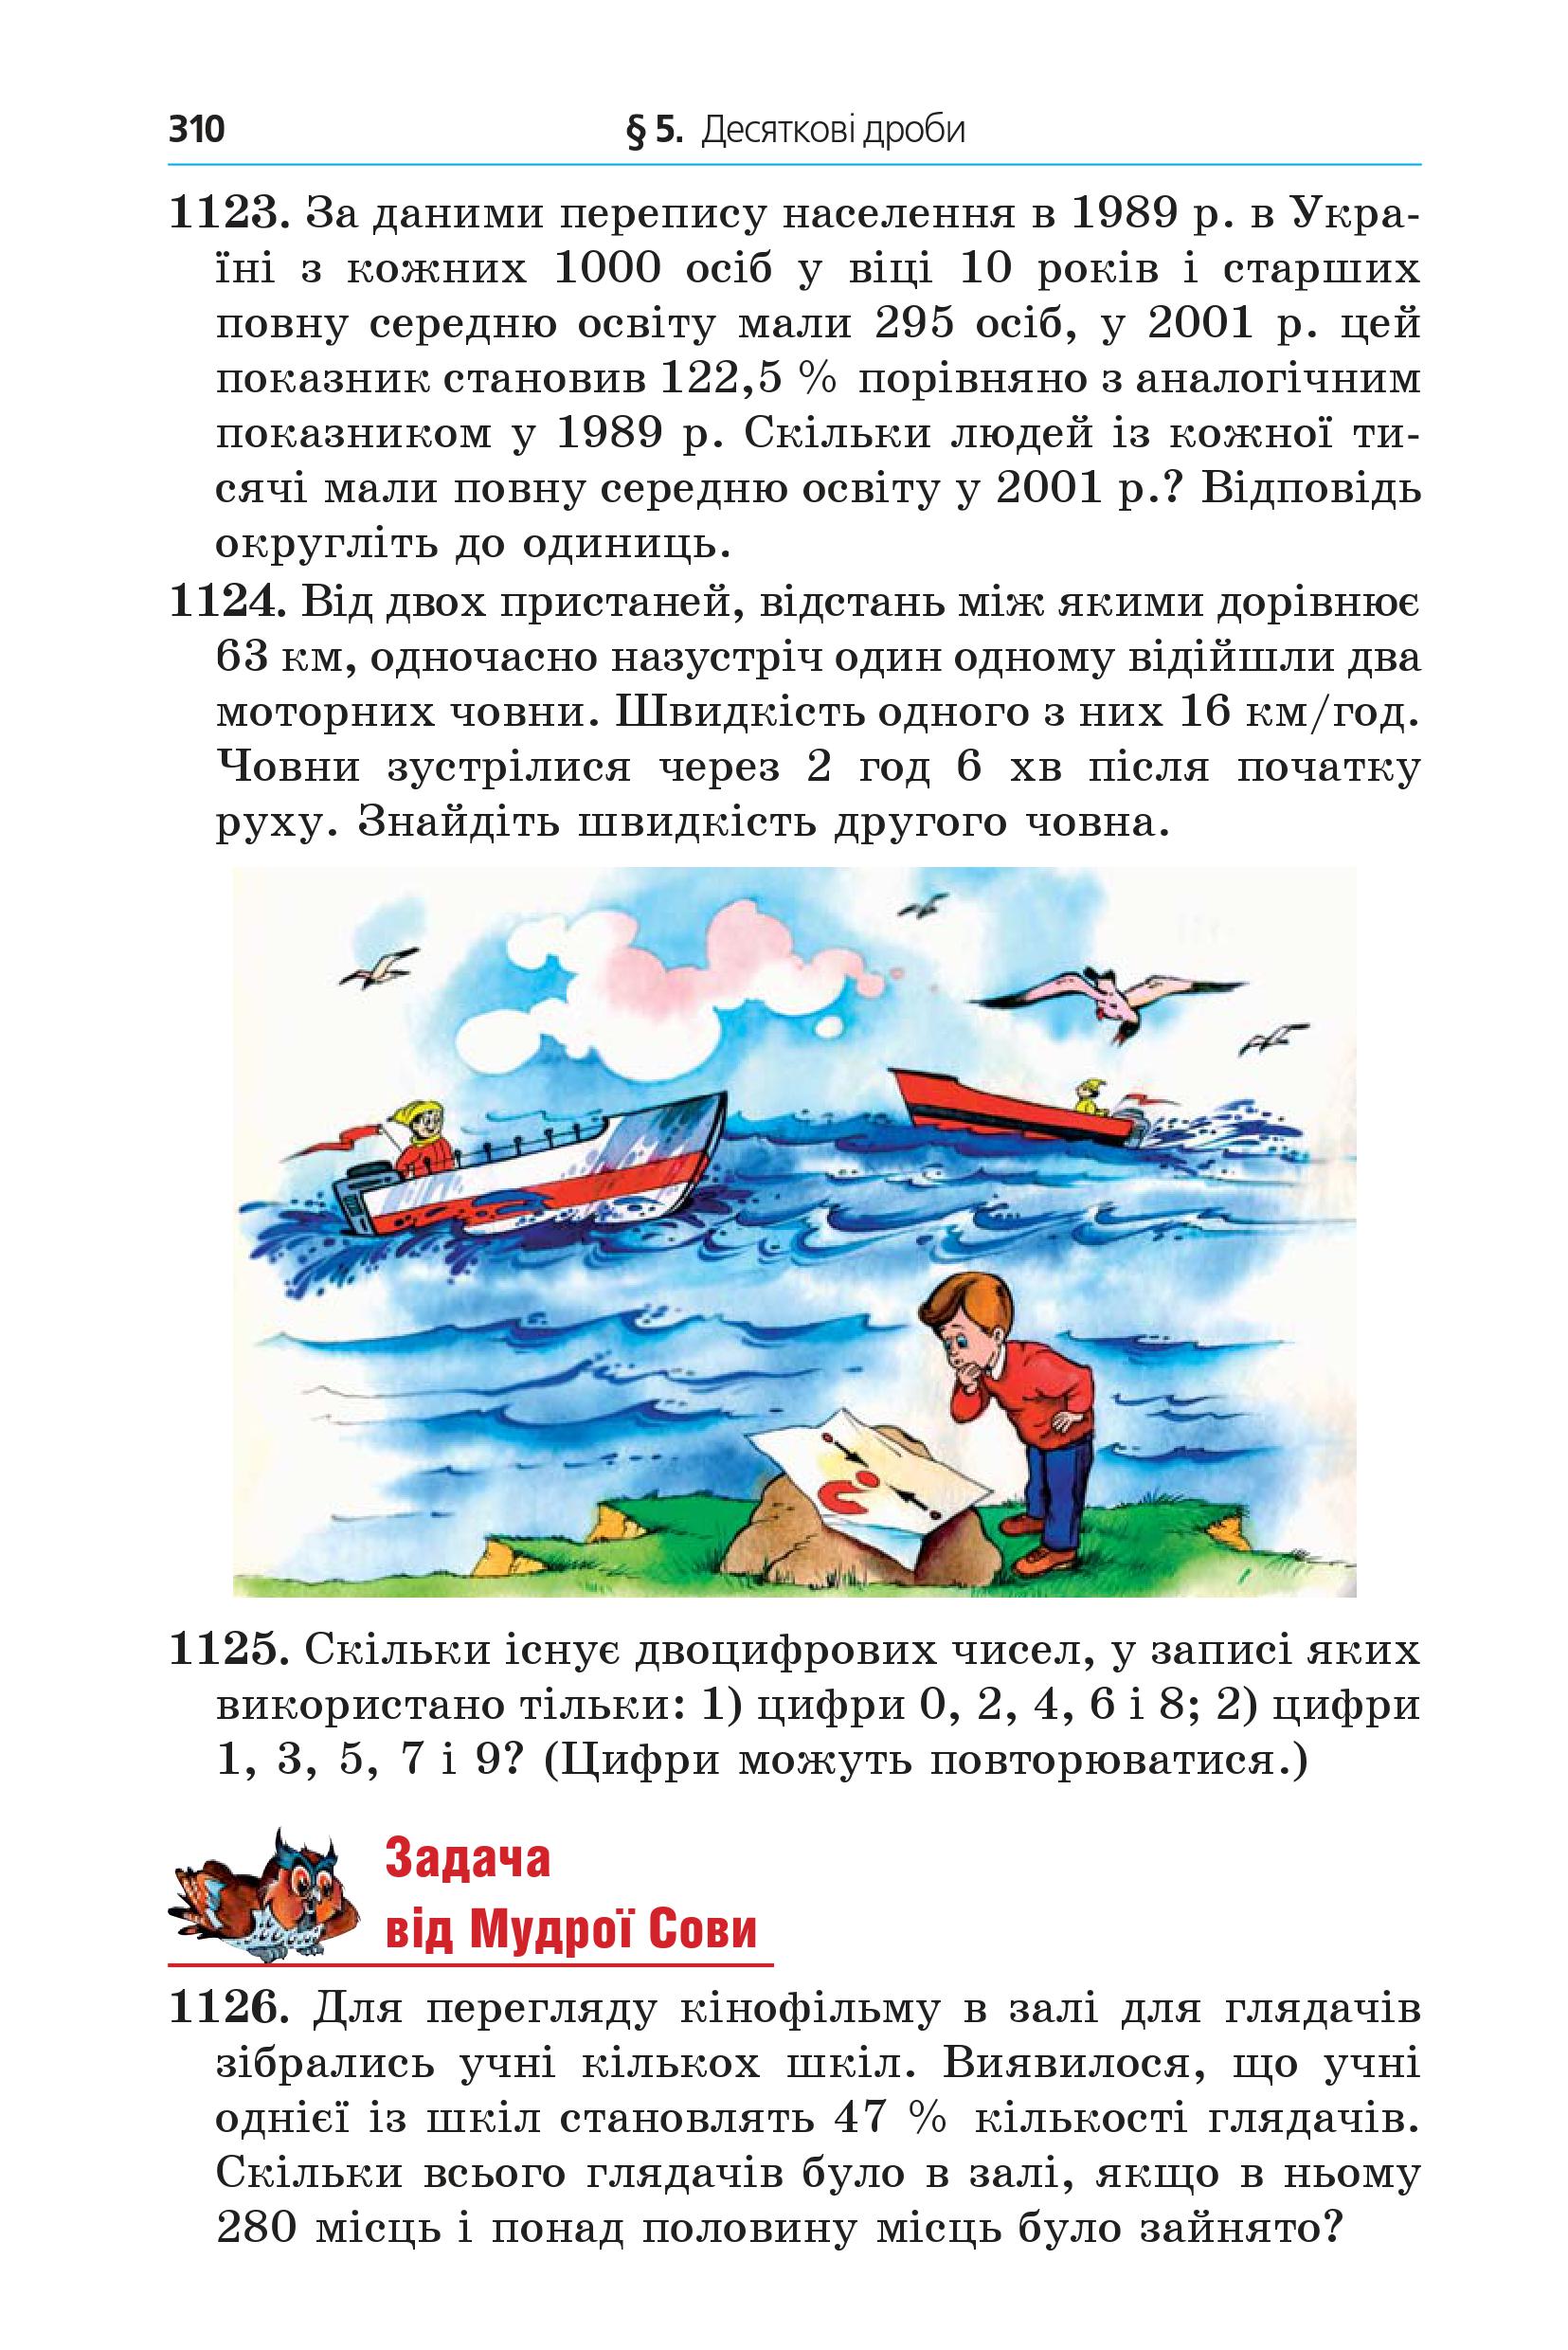 310
§ 5. Десяткові дроби
1123. За даними перепису населення в 1989 р. в Укра-
їні з кожних 1000 осіб у віці 10 років і старших
повну середню освіту мали 295 осіб, у 2001 р. цей
показник становив 122,5 % порівняно з аналогічним
показником у 1989 р. Скільки людей із кожної ти-
сячі мали повну середню освіту у 2001 р.? Відповідь
округліть до одиниць.
1124. Від двох пристаней, відстань між якими дорівнює
63 км, одночасно назустріч один одному відійшли два
моторних човни. Швидкість одного з них 16 км/год.
Човни зустрілися через 2 год 6 хв після початку
руху. Знайдіть швидкість другого човна.
1125. Скільки існує двоцифрових чисел, у записі яких
використано тільки: 1) цифри 0, 2, 4, 6 і 8; 2) цифри
1, 3, 5, 7 і 9? (Цифри можуть повторюватися.)
Задача
від Мудрої Сови
1126. Для перегляду кінофільму в залі для глядачів
зібрались учні кількох шкіл. Виявилося, що учні
однієї із шкіл становлять 47 % кількості глядачів.
Скільки всього глядачів було в залі, якщо в ньому
280 місць і понад половину місць було зайнято?